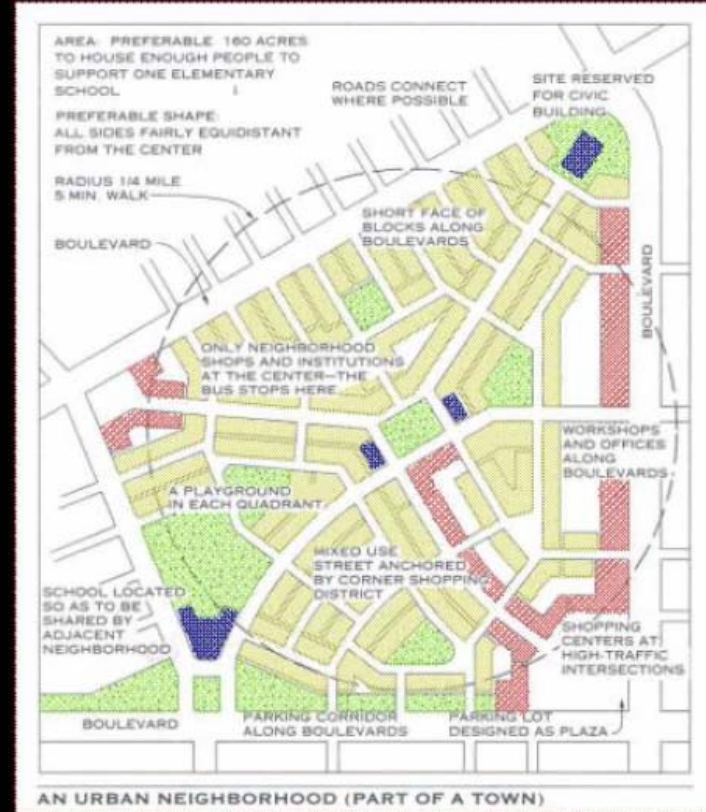 AREA: PREFERABLE 160 ACRES
TO HOUSE ENOUGH PEOPLE TO
SUPPORT ONE ELEMENTARY
SCHOOL
PREFERABLE SHAPE:
ALL SIDES FAIRLY EQUIDISTANT
FROM THE CENTER
RADIUS 1/4 MILE
5 MIN. WALK
BOULEVARD
ROADS CONNECT
WHERE POSSIBLE
SITE RESERVED
FOR CIVIC
BUILDING
SHORT FACE OF
BLOCKS ALONG
BOULEVARDS
BOULEVARD
ONLY NEIGHBORHOOD
SHOPS AND INSTITUTIONS
AT THE CENTER—THE
BUS STOPS HERE
WORKSHOPS
AND OFFICES
ALONG
BOULEVARDS
A PLAYGROUND
IN EACH QUADRANT
MIXED USE
STREET ANCHORED
BY CORNER SHOPPING
DISTRICT
SCHOOL LOCATED
SO AS TO BE
SHARED BY
ADJACENT
NEIGHBORHOOD
SHOPPING
CENTERS AT
HIGH-TRAFFIC
INTERSECTIONS
BOULEVARD
PARKING CORRIDOR
ALONG BOULEVARDS
PARKING LOT
DESIGNED AS PLAZA
AN URBAN NEIGHBORHOOD (PART OF A TOWN)